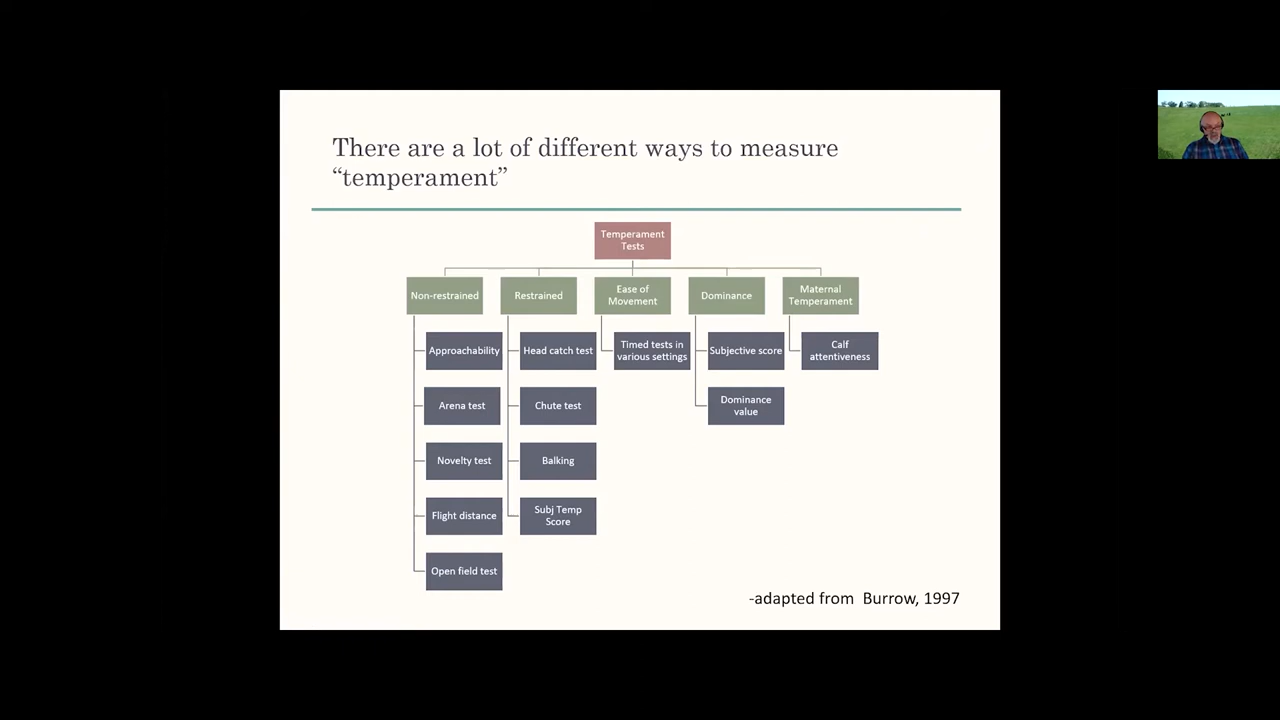 There are a lot of different ways to measure
“temperament”
Temperament
Tests
Non-restrained
Restrained
Ease of
Movement
Dominance
Maternal
Temperament
Approachability
Head catch test
Timed tests in
various settings
Subjective score
Calf
attentiveness
Arena test
Chute test
Dominance
value
Novelty test
Balking
Flight distance
Subj Temp
Score
Open field test
-adapted from Burrow, 1997